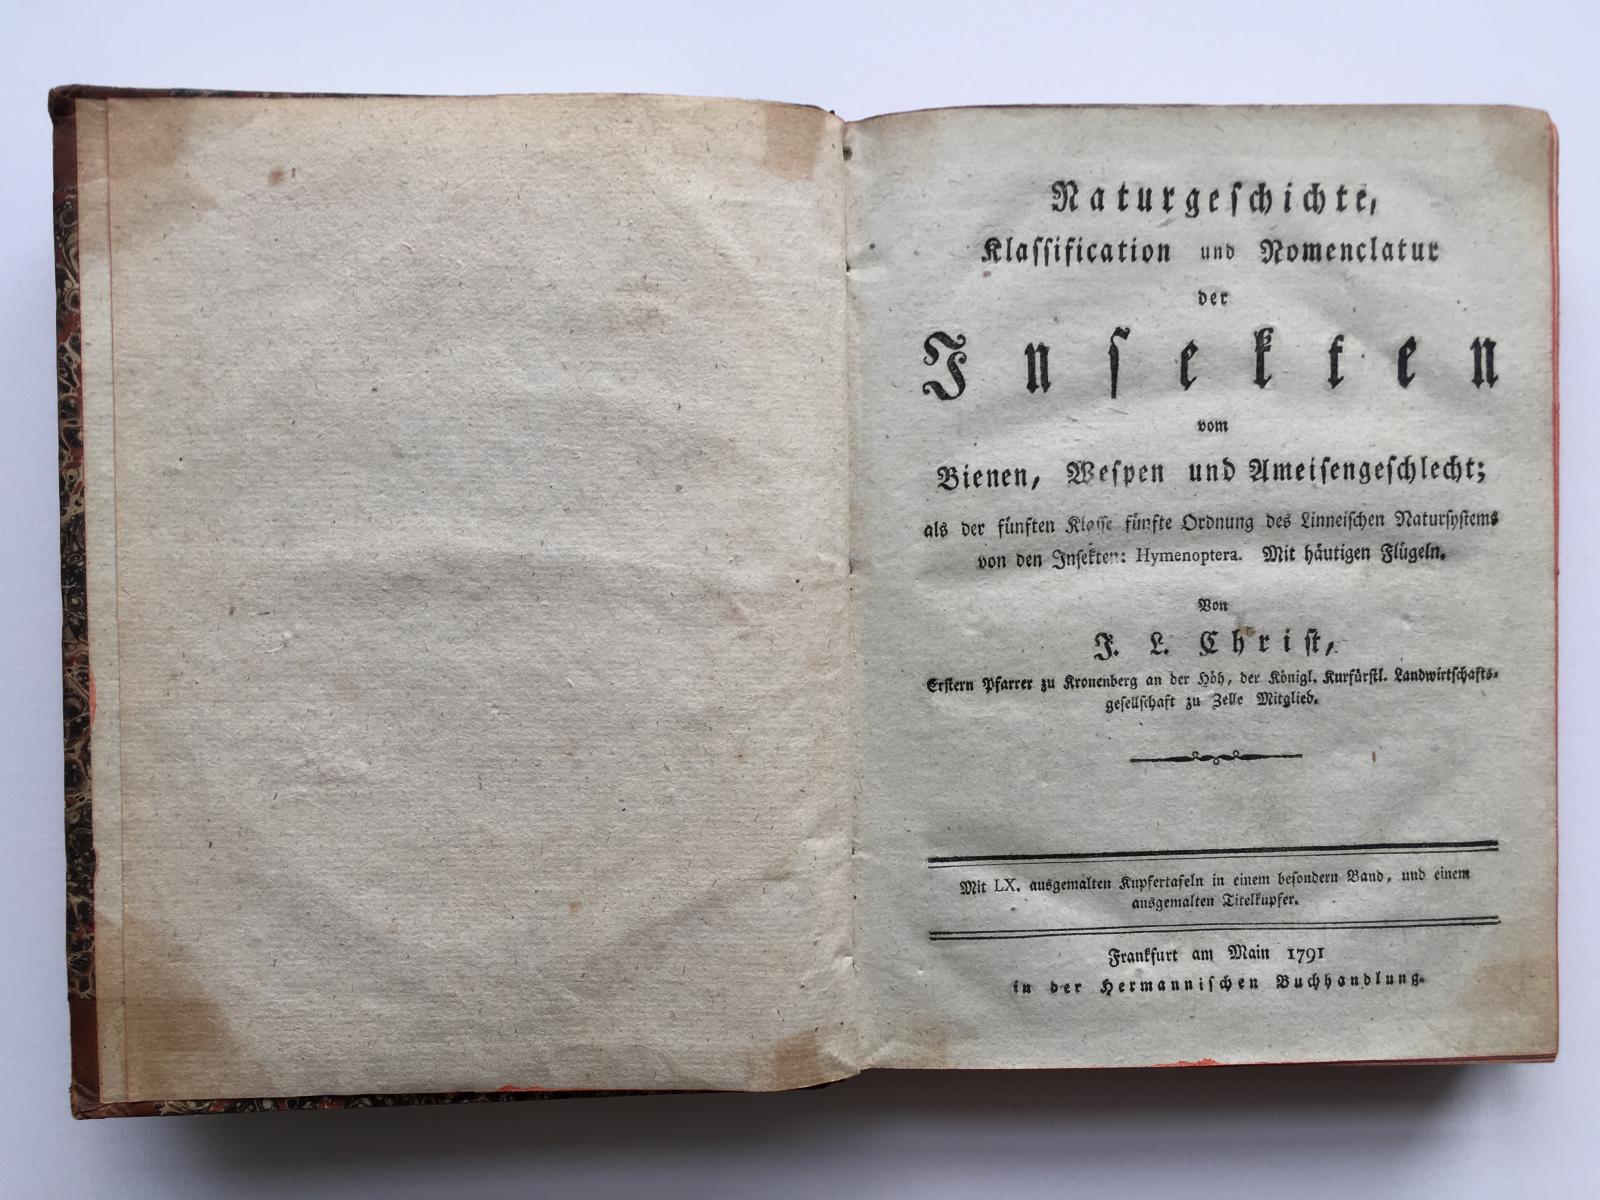 Naturgeſchichte,
Klaſſification und Nomenclatur
der
Inſekten
vom
Bienen, Weſpen und Ameiſengeſchlecht;
als der fünften Klaſſe fünfte Ordnung des Linneiſchen Naturſyſtems
von den Inſekten: Hymenoptera. Mit häutigen Flügeln.
Von
J. L. Chriſt,
Erſtern Pfarrer zu Kronenberg an der Höh, der Königl. Kurfürſtl. Landwirtſchafts-
geſellſchaft zu Zelle Mitglied.
Mit LX. ausgemalten Kupfertafeln in einem beſondern Band, und einem
ausgemalten Titelkupfer.
Frankfurt am Main 1791
in der Hermanniſchen Buchhandlung.